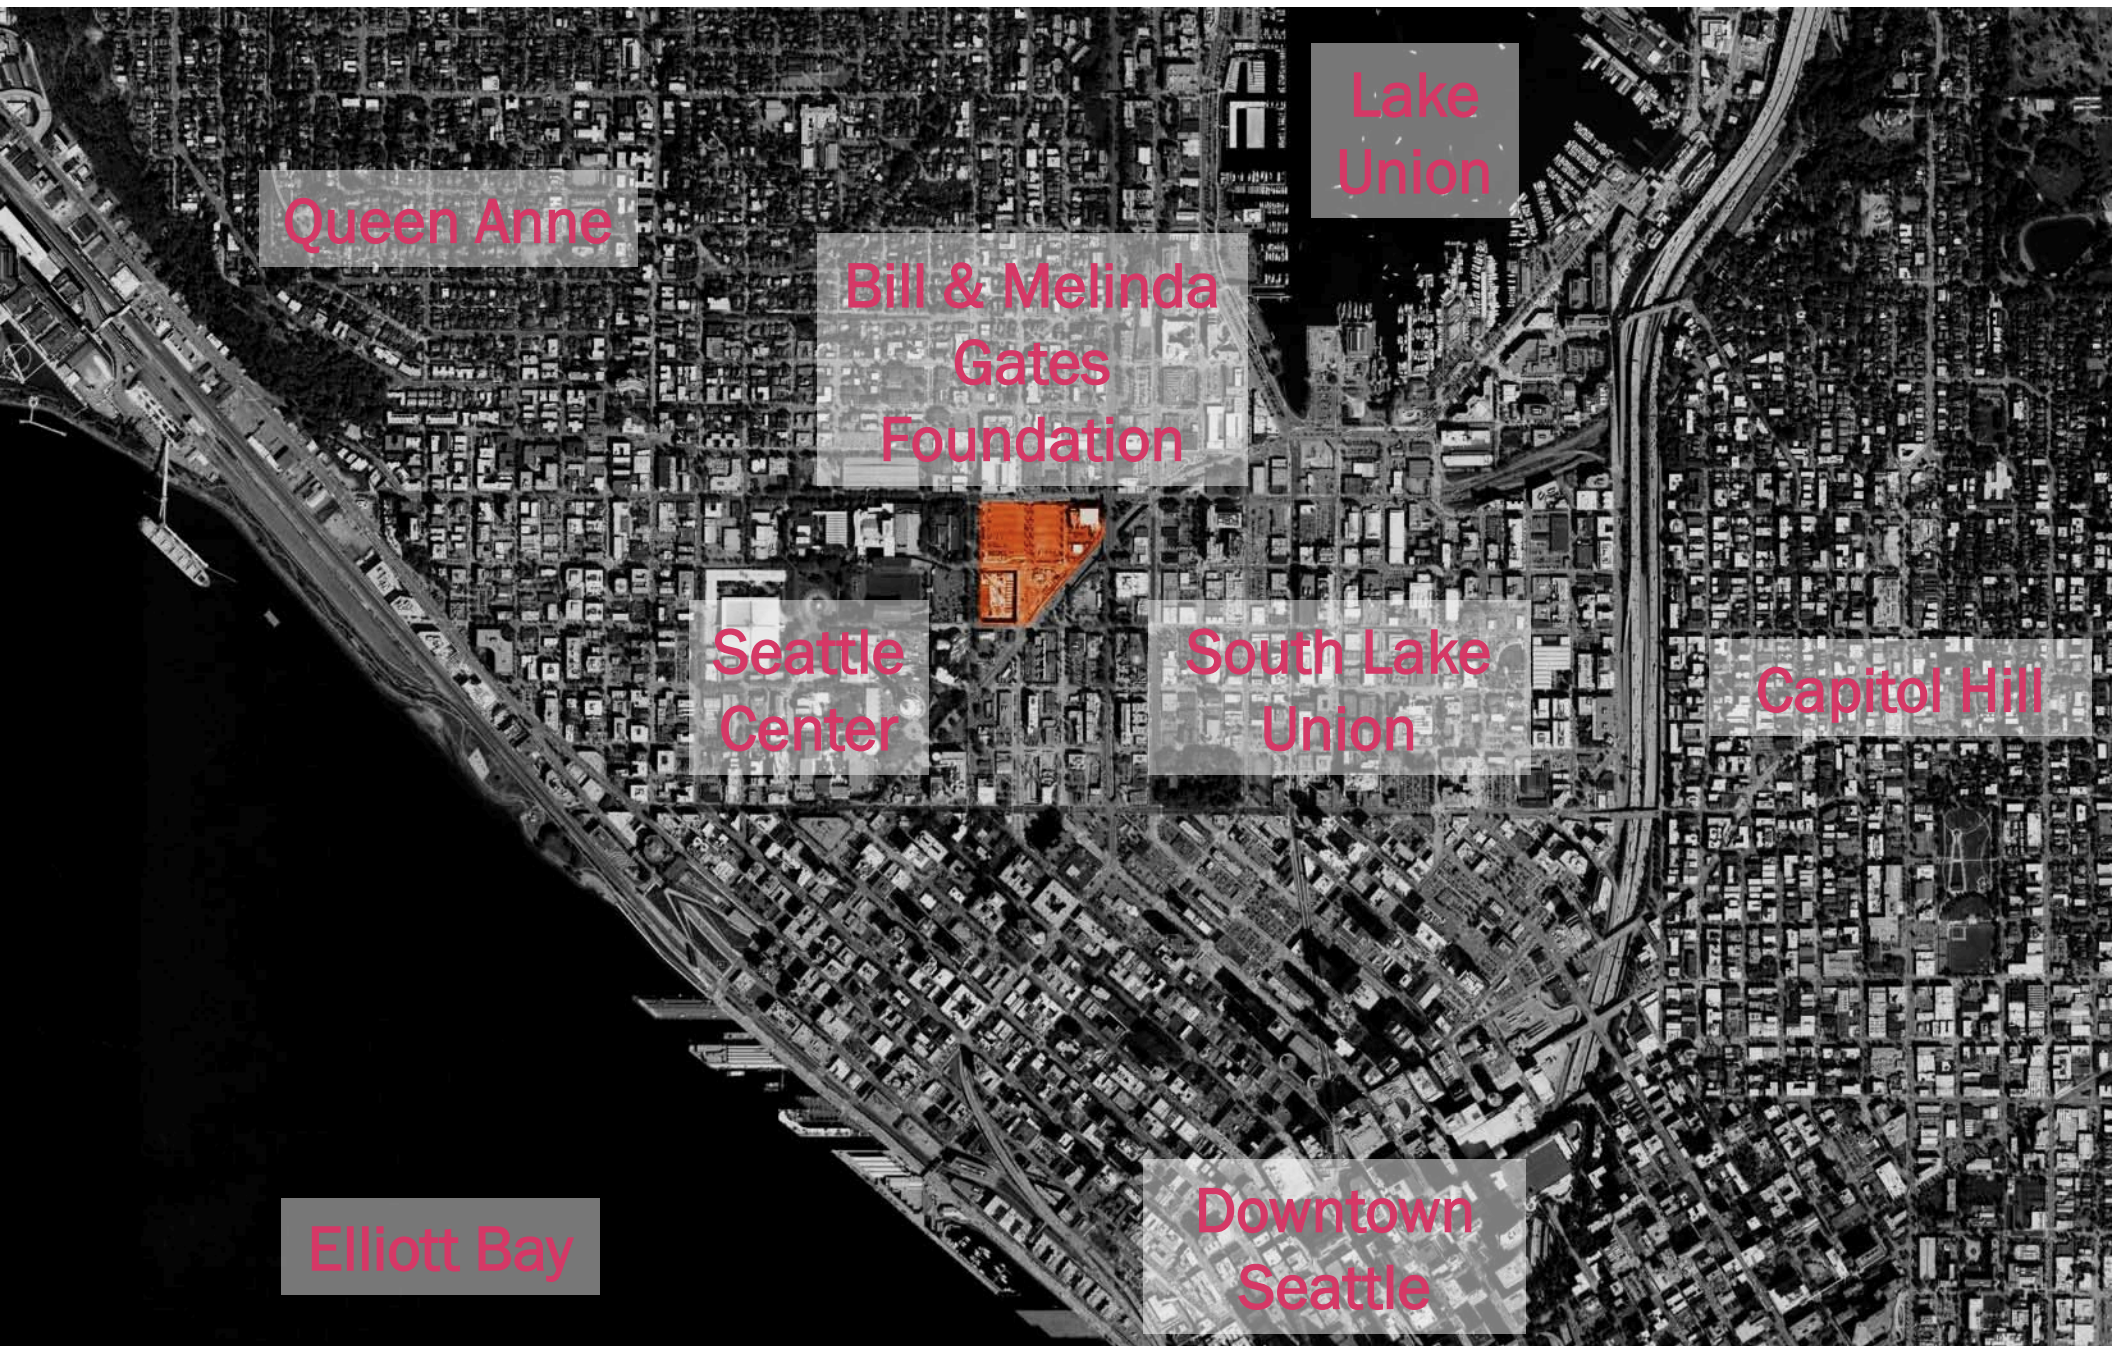 Lake
Union
Queen Anne
Bill & Melinda
Gates
Foundation
Seattle
Center
South Lake
Union
Capitol Hill
Downtown
Seattle
Elliott Bay